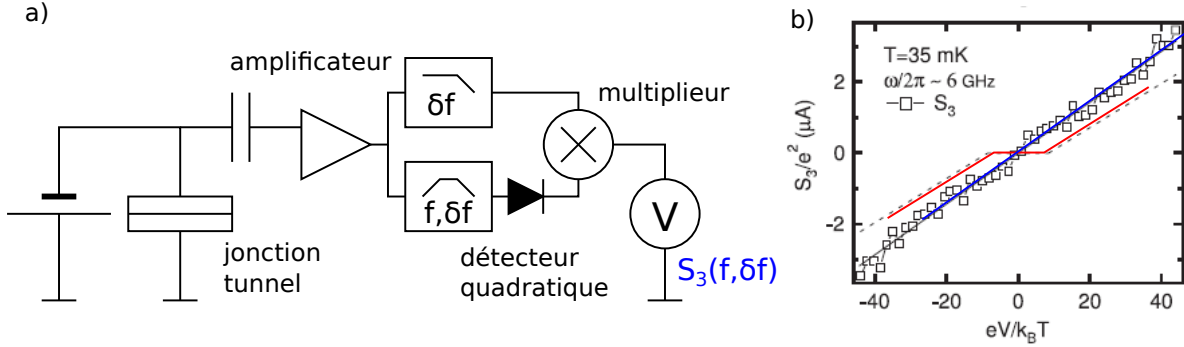 a)
amplificateur
δf
multiplieur
f,δf
V
jonction
tunnel
détecteur
quadratique
S₃(f,δf)
b)
T=35 mK
ω/2π ~ 6 GHz
S₃
S₃/e² (μA)
2
0
-2
-40
-20
0
20
40
eV/k_BT